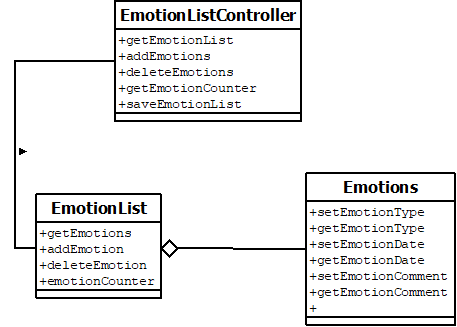 EmotionListController
+getEmotionList
+addEmotions
+deleteEmotions
+getEmotionCounter
+saveEmotionList
EmotionList
+getEmotions
+addEmotion
+deleteEmotion
+emotionCounter
Emotions
+setEmotionType
+getEmotionType
+setEmotionDate
+getEmotionDate
+setEmotionComment
+getEmotionComment
+